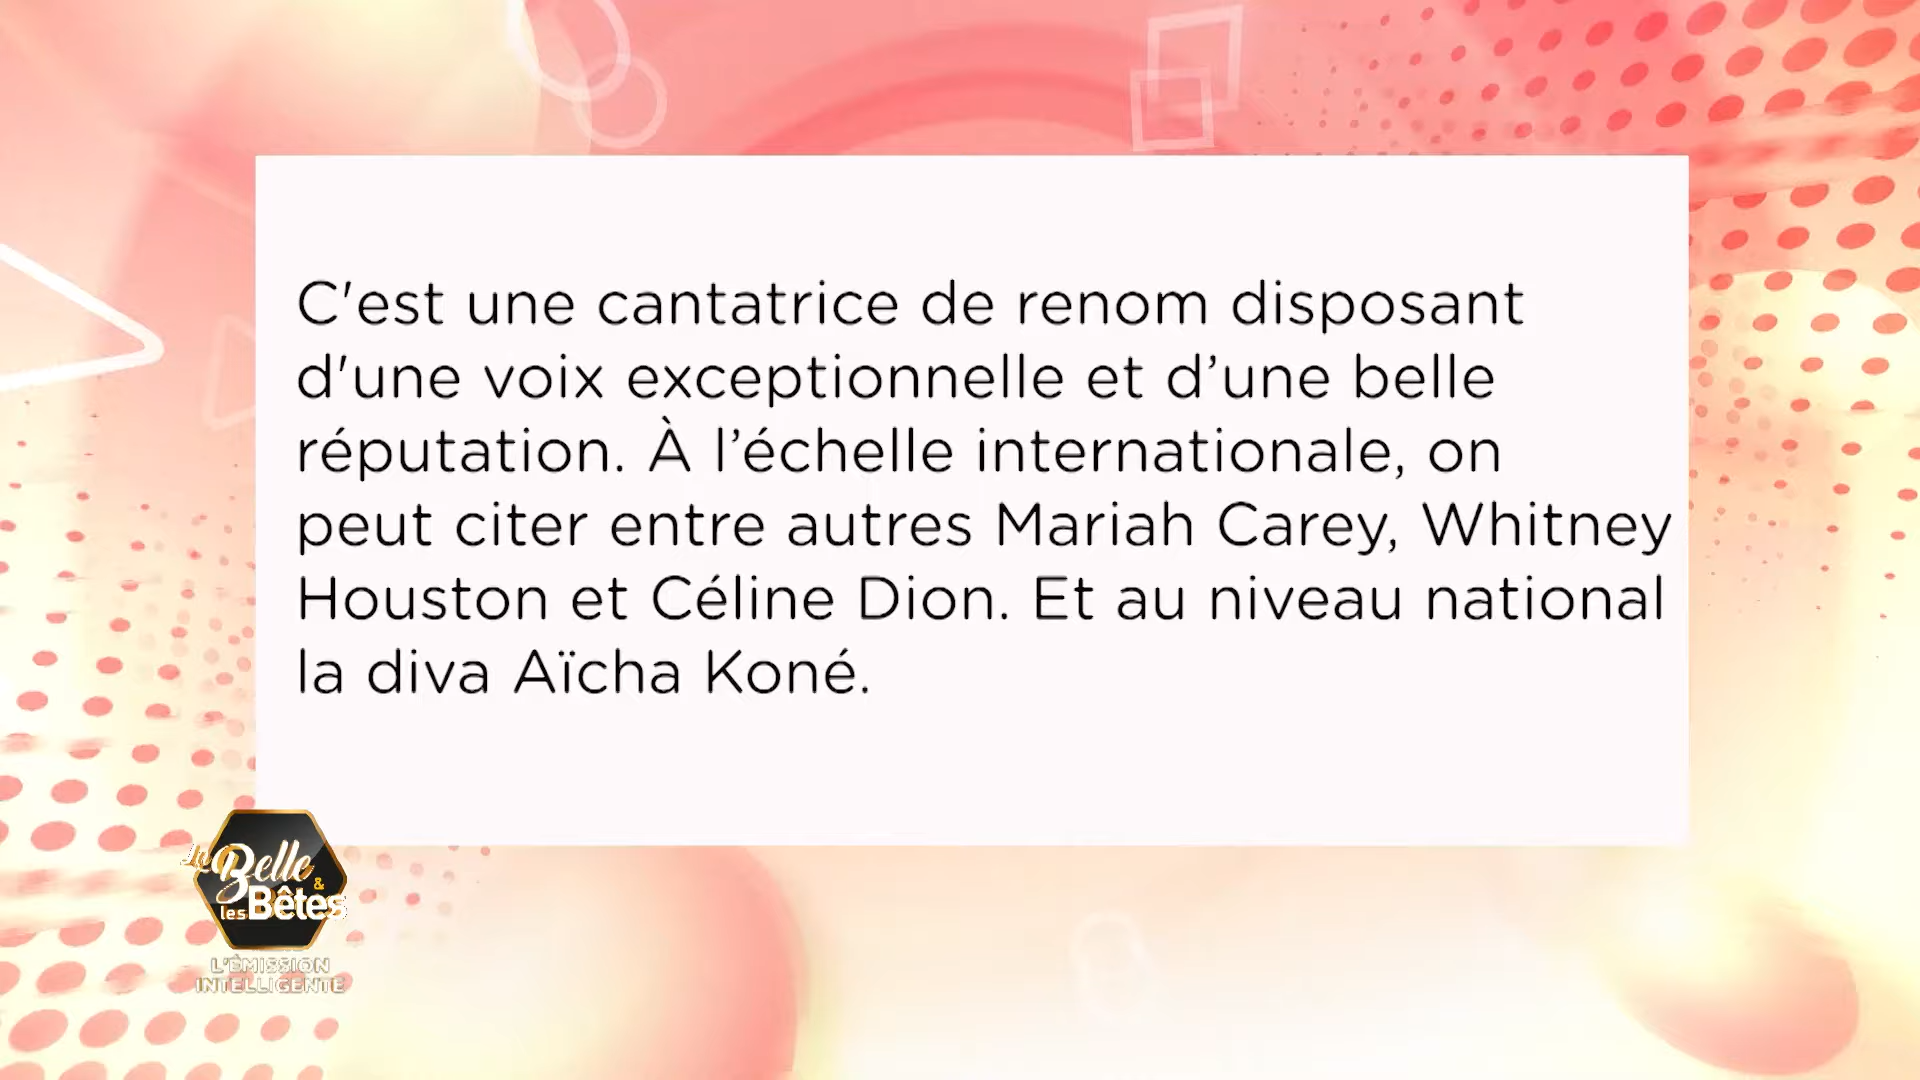 C'est une cantatrice de renom disposant
d'une voix exceptionnelle et d’une belle
réputation. À l’échelle internationale, on
peut citer entre autres Mariah Carey, Whitney
Houston et Céline Dion. Et au niveau national
la diva Aïcha Koné.
La Belle
&
les Bêtes
L'ÉMISSION
INTELLIGENTE